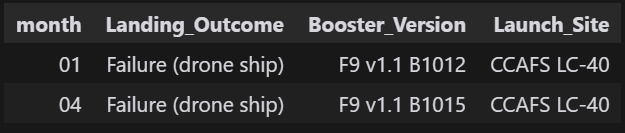 month Landing_Outcome Booster_Version Launch_Site
01 Failure (drone ship) F9 v1.1 B1012 CCAFS LC-40
04 Failure (drone ship) F9 v1.1 B1015 CCAFS LC-40